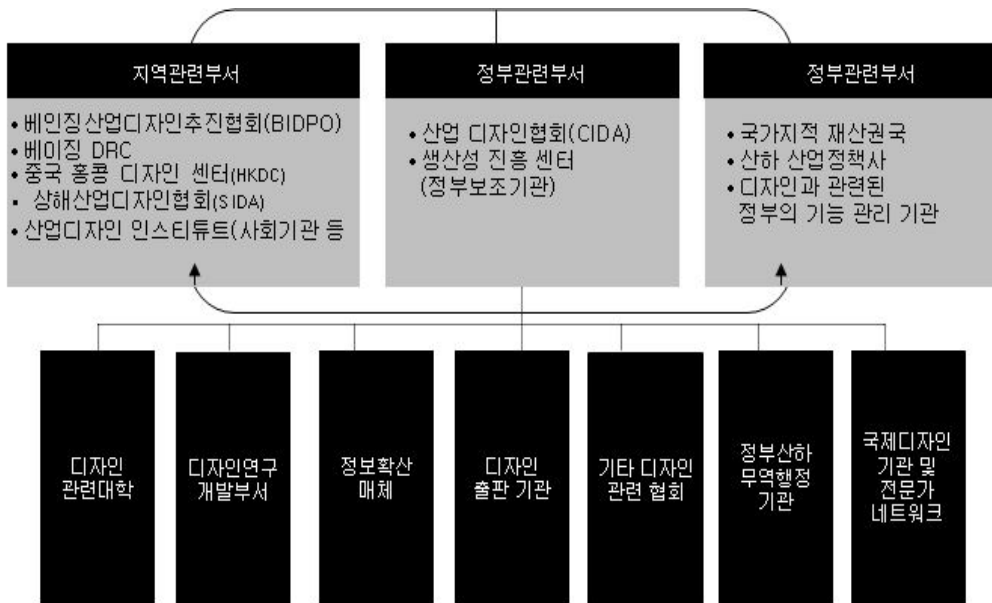 지역관련부서
• 베인징산업디자인추진협회(BIDPO)
• 베이징 DRC
• 중국 홍콩 디자인 센터(HKDC)
• 상해산업디자인협회(SIDA)
• 산업디자인 인스티튜트(사회기관 등
정부관련부서
• 산업 디자인협회(CIDA)
• 생산성 진흥 센터
(정부보조기관)
정부관련부서
• 국가지적 재산권국
• 산하 산업정책사
• 디자인과 관련된
정부의 기능 관리 기관
디자인
관련대학
디자인연구
개발부서
정보확산
매체
디자인
출판 기관
기타 디자인
관련 협회
정부산하
무역행정
기관
국제디자인
기관 및
전문가
네트워크